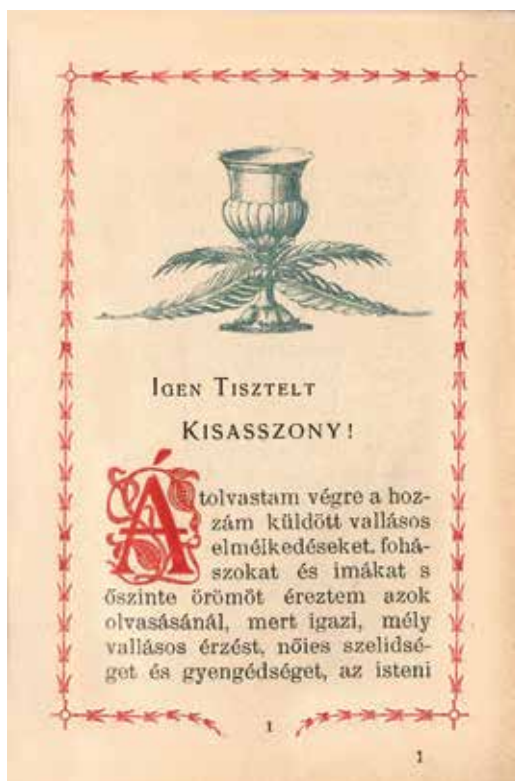 IGEN TISZTELT
KISASSZONY!
Átolvastam végre a hoz-
zám küldött vallásos
elmélkedéseket, fohá-
szokat és imákat s
őszinte örömöt éreztem azok
olvasásánál, mert igazi, mély
vallásos érzést, nőies szelidsé-
get és gyengédséget, az isteni
1
1